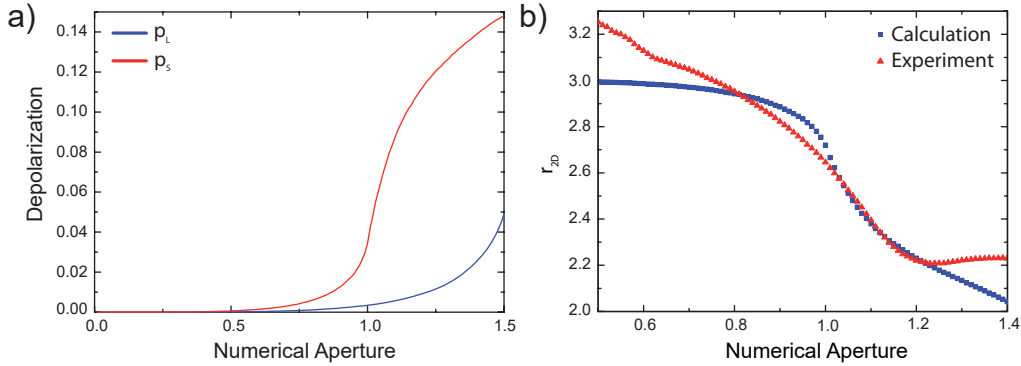 a)
p_L
p_S
0.14
0.12
0.10
0.08
0.06
0.04
0.02
0.00
Depolarization
0.0 0.5 1.0 1.5
Numerical Aperture
b)
Calculation
Experiment
3.2
3.0
2.8
2.6
2.4
2.2
2.0
r_2D
0.6 0.8 1.0 1.2 1.4
Numerical Aperture